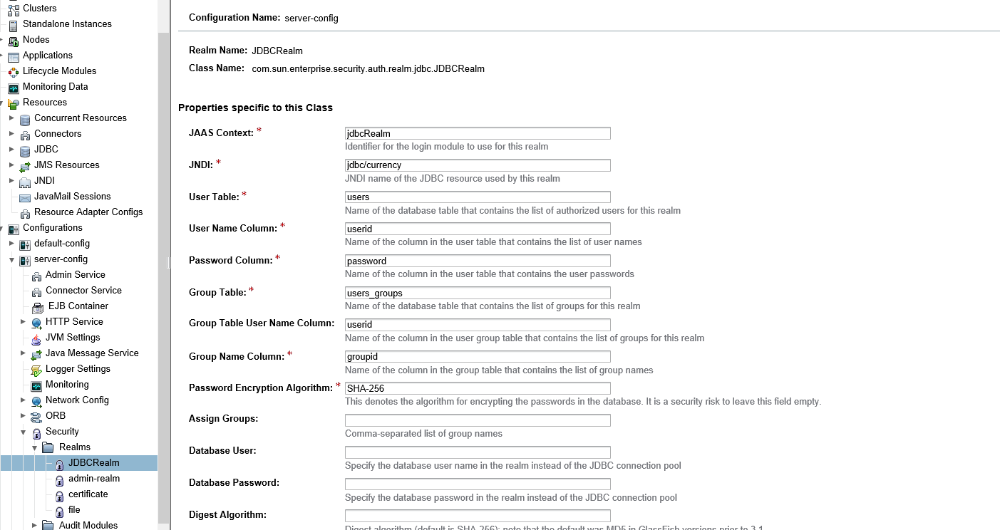 Clusters
Standalone Instances
Nodes
Applications
Lifecycle Modules
Monitoring Data
Resources
Concurrent Resources
Connectors
JDBC
JMS Resources
JNDI
JavaMail Sessions
Resource Adapter Configs
Configurations
default-config
server-config
Admin Service
Connector Service
EJB Container
HTTP Service
JVM Settings
Java Message Service
Logger Settings
Monitoring
Network Config
ORB
Security
Realms
JDBCRealm
admin-realm
certificate
file
Audit Modules
Configuration Name: server-config
Realm Name: JDBCRealm
Class Name: com.sun.enterprise.security.auth.realm.jdbc.JDBCRealm
Properties specific to this Class
JAAS Context: * jdbcRealm
Identifier for the login module to use for this realm
JNDI: * jdbc/currency
JNDI name of the JDBC resource used by this realm
User Table: * users
Name of the database table that contains the list of authorized users for this realm
User Name Column: * userid
Name of the column in the user table that contains the list of user names
Password Column: * password
Name of the column in the user table that contains the user passwords
Group Table: * users_groups
Name of the database table that contains the list of groups for this realm
Group Table User Name Column: userid
Name of the column in the user group table that contains the list of groups for this realm
Group Name Column: * groupid
Name of the column in the group table that contains the list of group names
Password Encryption Algorithm: * SHA-256
This denotes the algorithm for encrypting the passwords in the database. It is a security risk to leave this field empty.
Assign Groups:
Comma-separated list of group names
Database User:
Specify the database user name in the realm instead of the JDBC connection pool
Database Password:
Specify the database password in the realm instead of the JDBC connection pool
Digest Algorithm:
Digest algorithm (default is SHA-256); note that the default was MD5 in GlassFish versions prior to 3.1